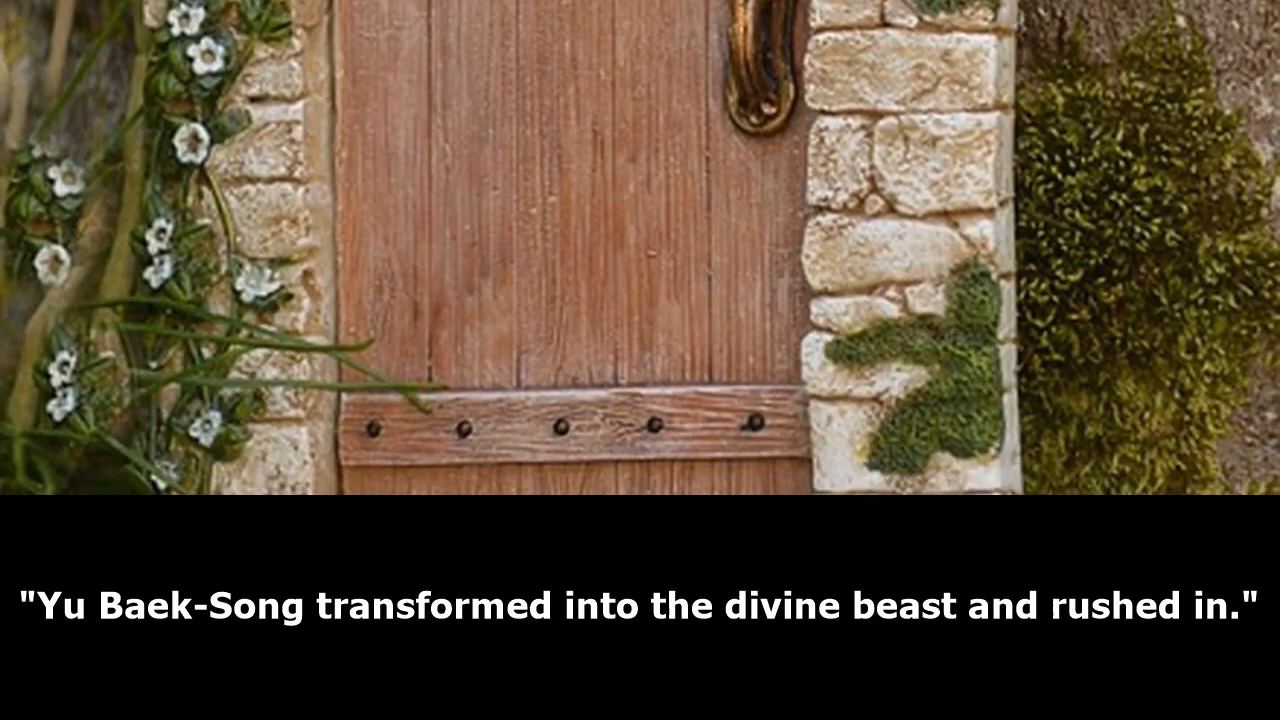 "Yu Baek-Song transformed into the divine beast and rushed in."